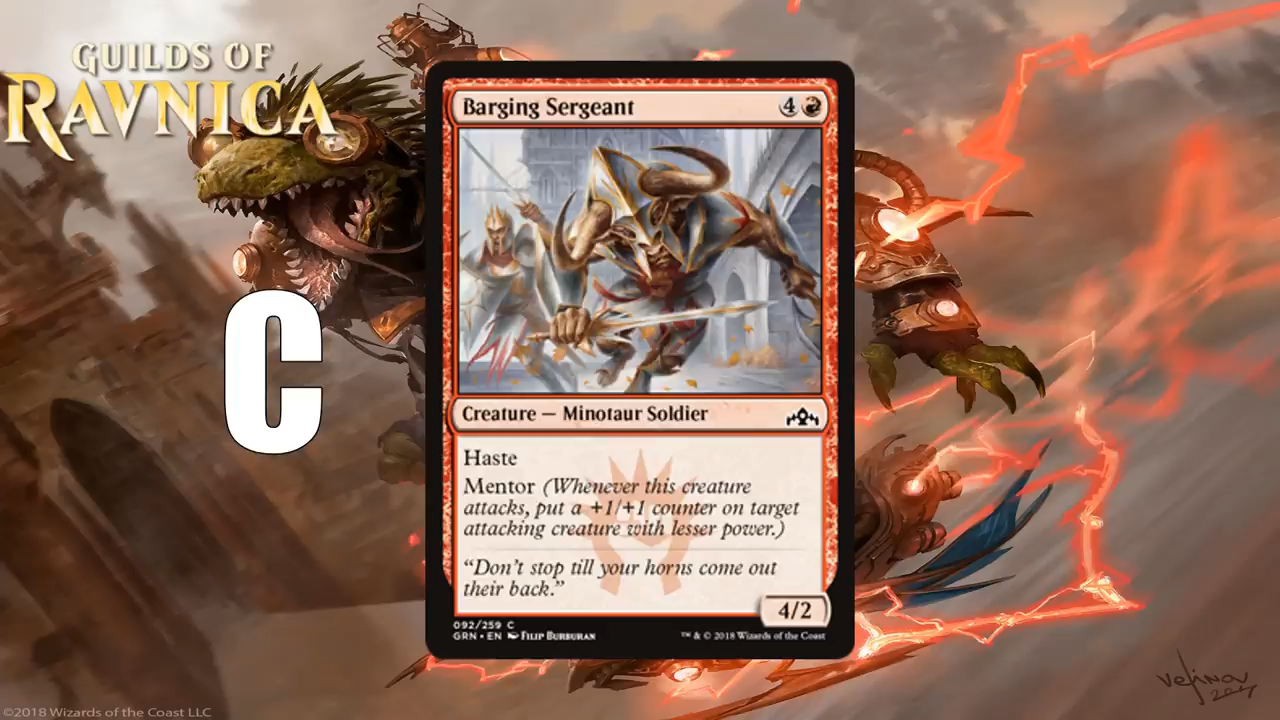 GUILDS OF
RAVNICA
C
Barging Sergeant 4
Creature — Minotaur Soldier
Haste
Mentor (Whenever this creature
attacks, put a +1/+1 counter on target
attacking creature with lesser power.)
“Don’t stop till your horns come out
their back.”
4/2
092/259 C
GRN • EN Filip Burburan
™ & © 2018 Wizards of the Coast
©2018 Wizards of the Coast LLC